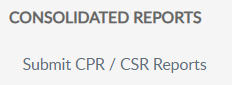 CONSOLIDATED REPORTS
Submit CPR / CSR Reports